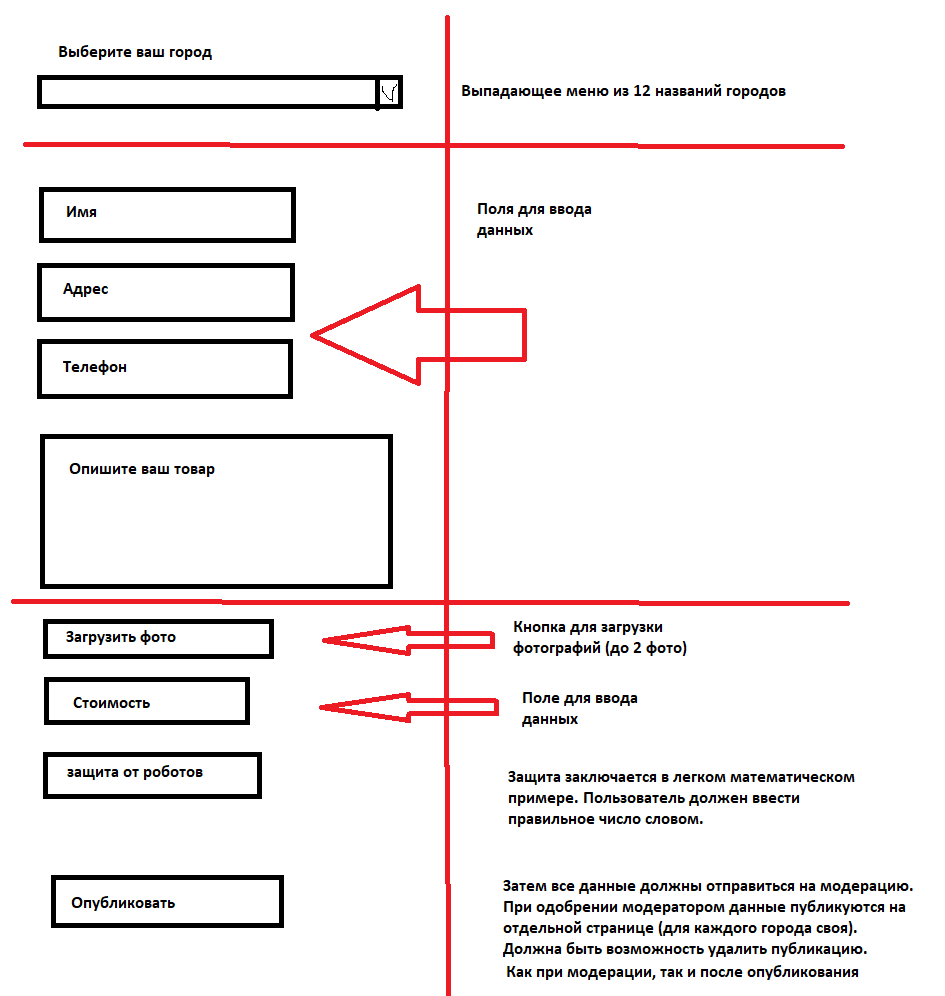 Выберите ваш город
Выпадающее меню из 12 названий городов
Имя
Адрес
Телефон
Опишите ваш товар
Поля для ввода
данных
Загрузить фото
Кнопка для загрузки
фотографий (до 2 фото)
Стоимость
Поле для ввода
данных
защита от роботов
Защита заключается в легком математическом
примере. Пользователь должен ввести
правильное число словом.
Опубликовать
Затем все данные должны отправиться на модерацию.
При одобрении модератором данные публикуются на
отдельной странице (для каждого города своя).
Должна быть возможность удалить публикацию.
Как при модерации, так и после опубликования